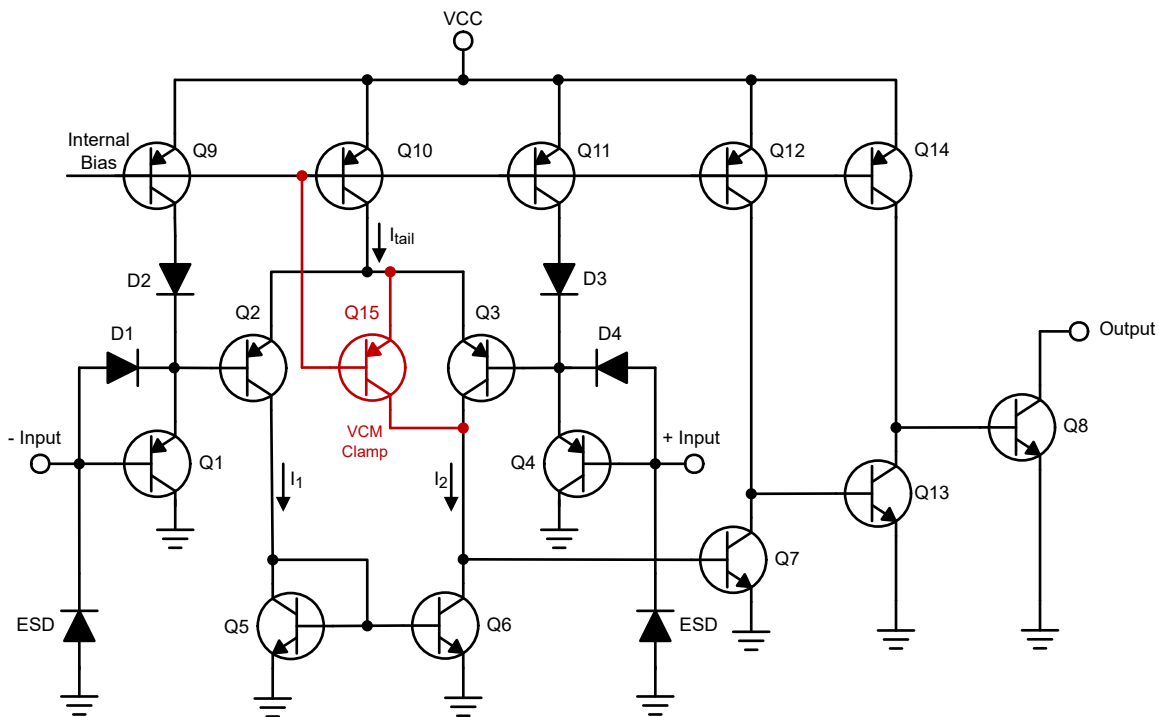 VCC
Internal
Bias
Q9
Q10
Q11
Q12
Q14
Itail
D2
D3
Q2
Q15
Q3
D1
D4
Output
VCM
Clamp
- Input
+ Input
Q1
Q4
Q8
I1
I2
Q13
Q7
ESD
Q5
Q6
ESD